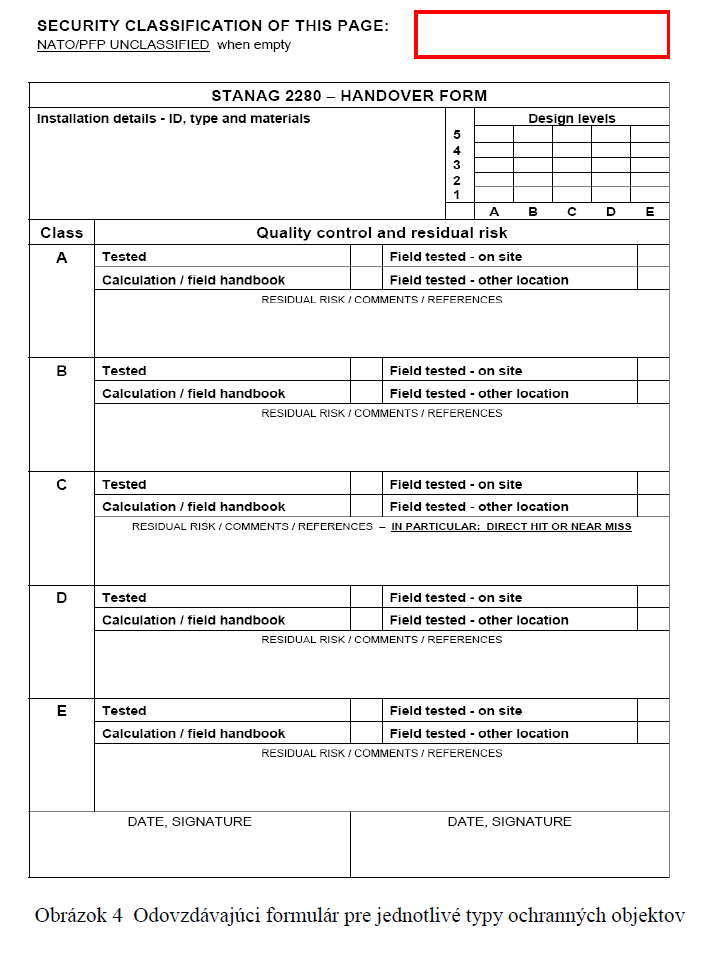 SECURITY CLASSIFICATION OF THIS PAGE:
NATO/PFP UNCLASSIFIED when empty
STANAG 2280 – HANDOVER FORM
Installation details - ID, type and materials
Design levels
5
4
3
2
1
A B C D E
Class Quality control and residual risk
A Tested Field tested - on site
Calculation / field handbook Field tested - other location
RESIDUAL RISK / COMMENTS / REFERENCES
B Tested Field tested - on site
Calculation / field handbook Field tested - other location
RESIDUAL RISK / COMMENTS / REFERENCES
C Tested Field tested - on site
Calculation / field handbook Field tested - other location
RESIDUAL RISK / COMMENTS / REFERENCES – IN PARTICULAR: DIRECT HIT OR NEAR MISS
D Tested Field tested - on site
Calculation / field handbook Field tested - other location
RESIDUAL RISK / COMMENTS / REFERENCES
E Tested Field tested - on site
Calculation / field handbook Field tested - other location
RESIDUAL RISK / COMMENTS / REFERENCES
DATE, SIGNATURE DATE, SIGNATURE
Obrázok 4 Odovzdávajúci formulár pre jednotlivé typy ochranných objektov